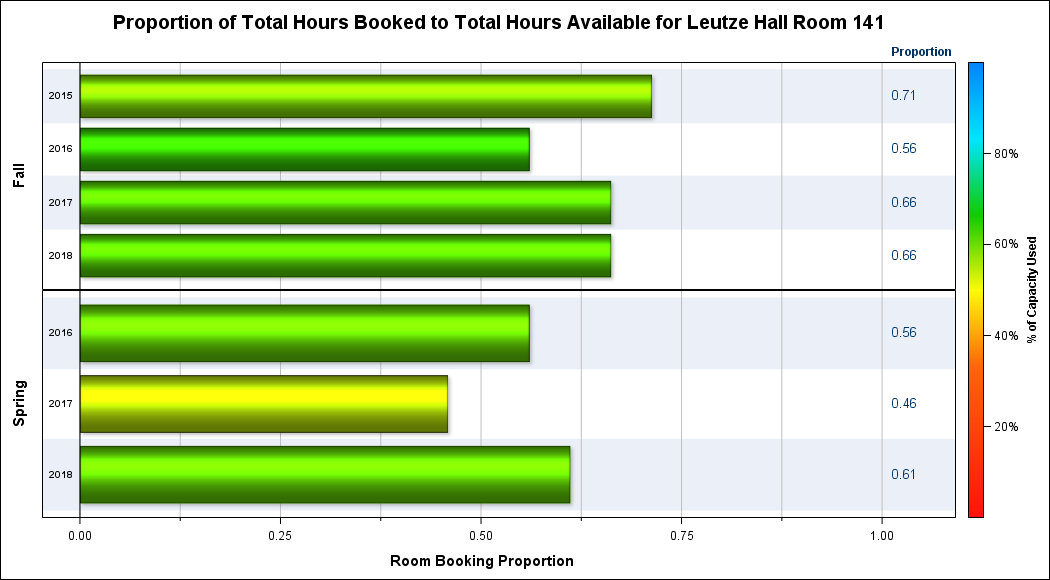 Proportion of Total Hours Booked to Total Hours Available for Leutze Hall Room 141
Proportion
Fall
2015 0.71
2016 0.56
2017 0.66
2018 0.66
Spring
2016 0.56
2017 0.46
2018 0.61
0.00 0.25 0.50 0.75 1.00
Room Booking Proportion
80%
60%
40%
20%
% of Capacity Used